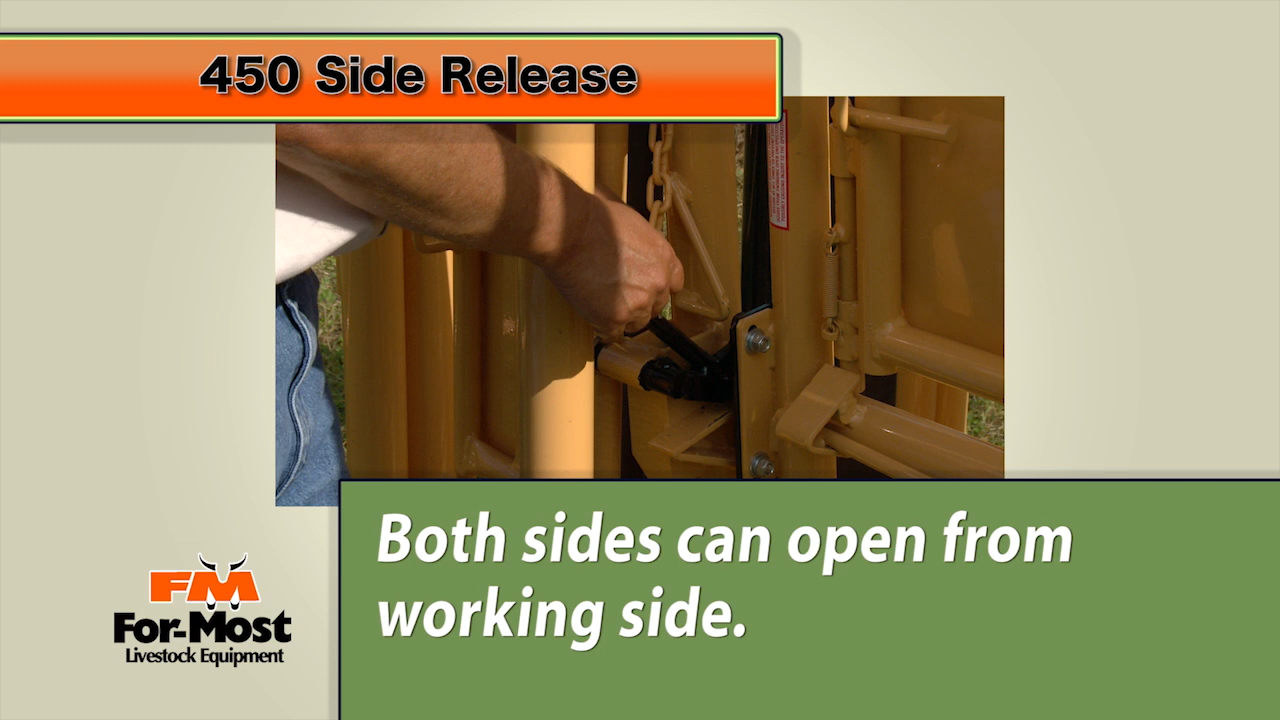 450 Side Release
Both sides can open from
working side.
FM
For-Most
Livestock Equipment